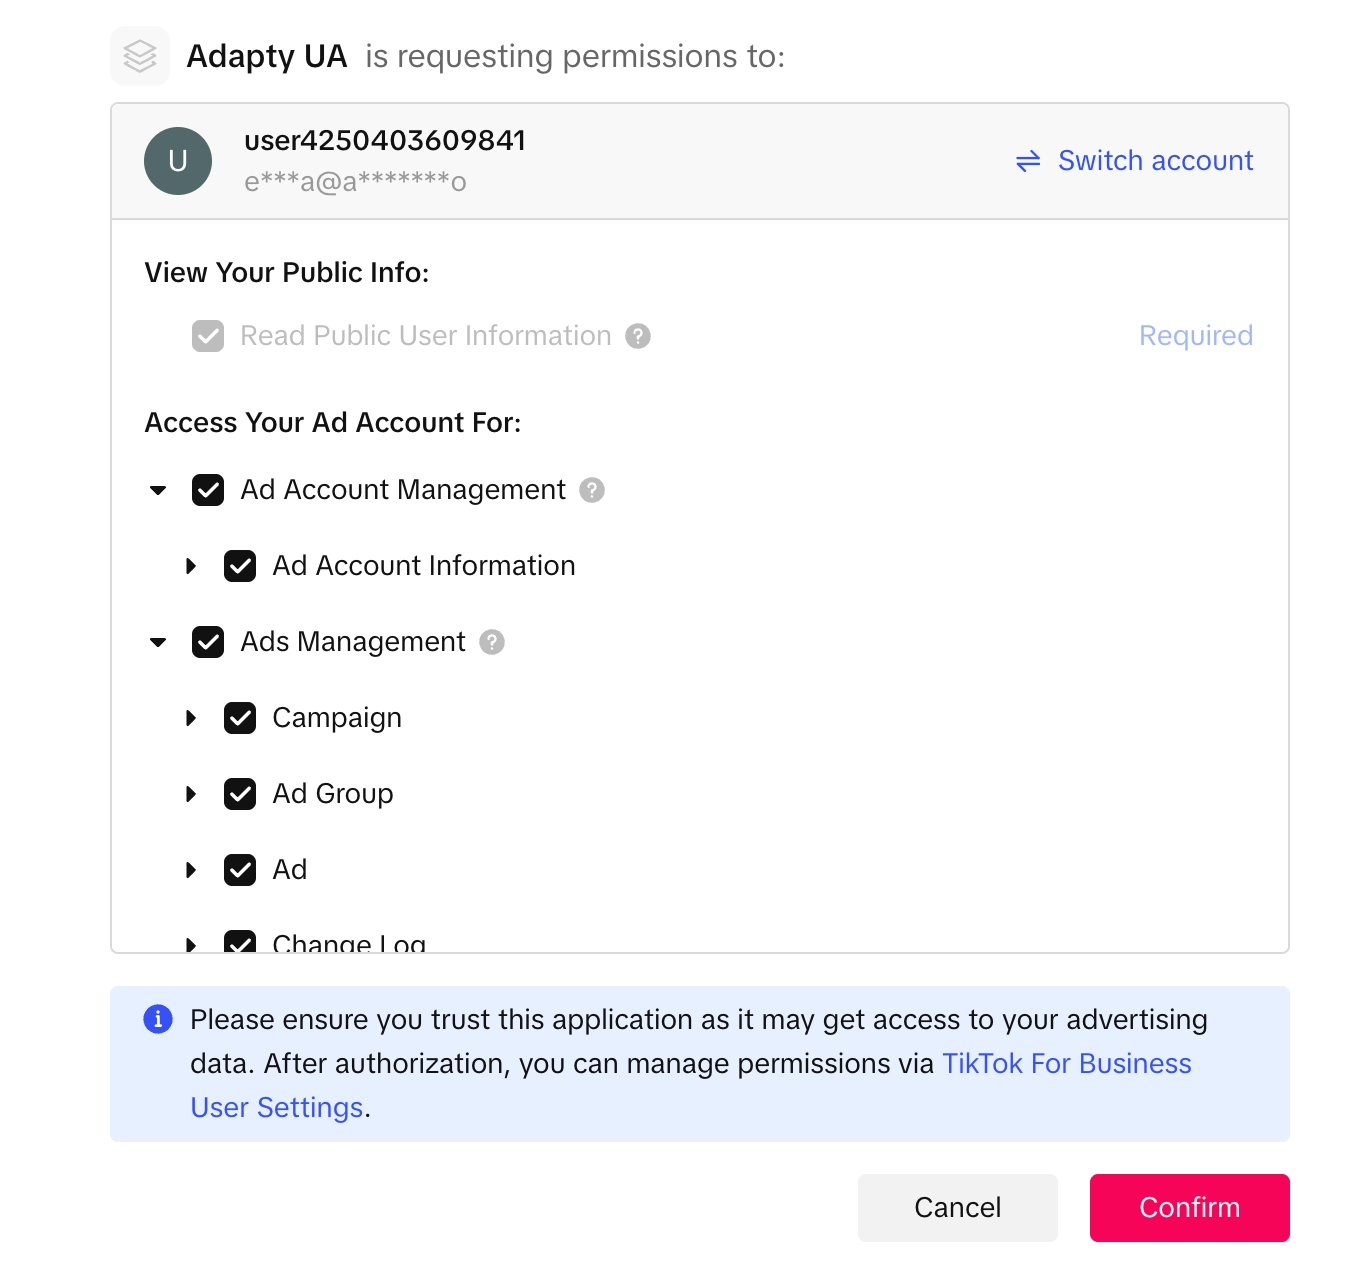 Adapty UA is requesting permissions to:
U
user4250403609841
e***a@a*******o
Switch account
View Your Public Info:
Read Public User Information ?
Required
Access Your Ad Account For:
Ad Account Management ?
Ad Account Information
Ads Management ?
Campaign
Ad Group
Ad
Change Log
Please ensure you trust this application as it may get access to your advertising
data. After authorization, you can manage permissions via TikTok For Business
User Settings.
Cancel
Confirm